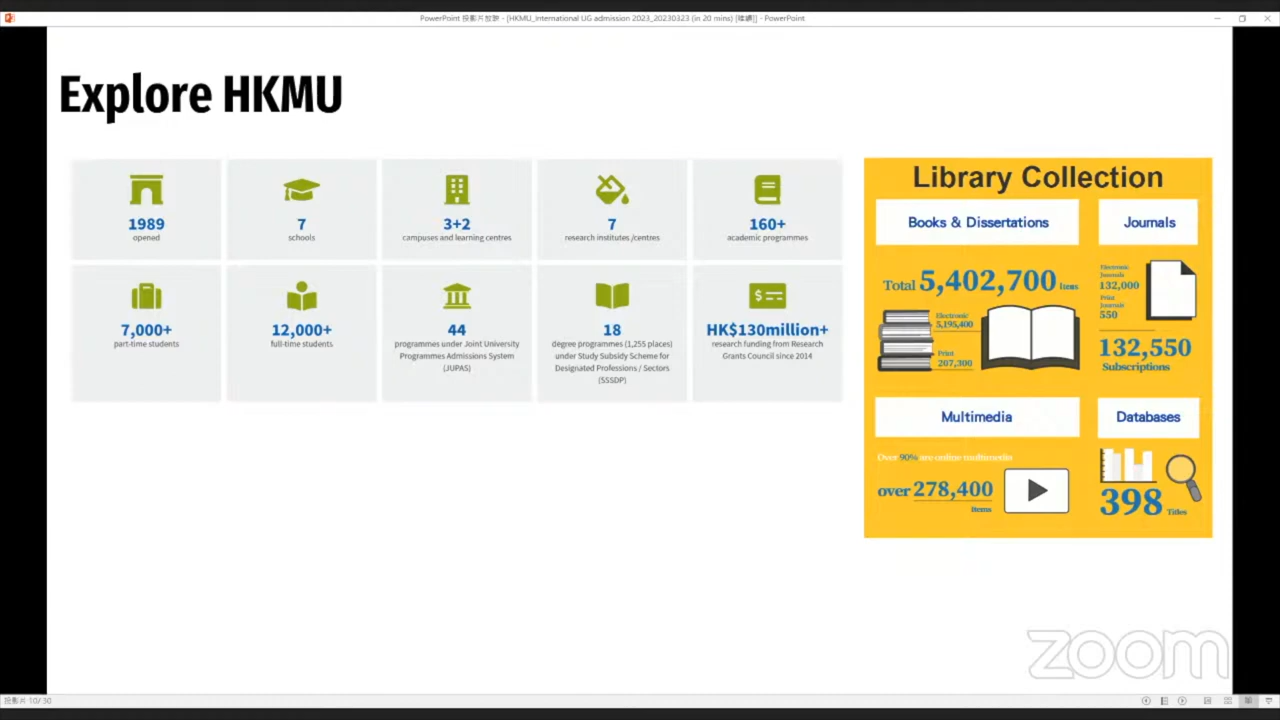 PowerPoint 投影片放映 - [HKMU_International UG admission 2023_20230323 (in 20 mins) [唯讀]] - PowerPoint
Explore HKMU
1989
opened
7
schools
3+2
campuses and learning centres
7
research institutes /centres
160+
academic programmes
7,000+
part-time students
12,000+
full-time students
44
programmes under Joint University
Programmes Admissions System
(JUPAS)
18
degree programmes (1,255 places)
under Study Subsidy Scheme for
Designated Professions / Sectors
(SSSDP)
HK$130million+
research funding from Research
Grants Council since 2014
Library Collection
Books & Dissertations
Total 5,402,700 Items
Electronic
5,195,400
Print
207,300
Journals
Electronic
Journals
132,000
Print
Journals
550
132,550
Subscriptions
Multimedia
Over 90% are online multimedia
over 278,400
Items
Databases
398 Titles
zoom
投影片 10/30